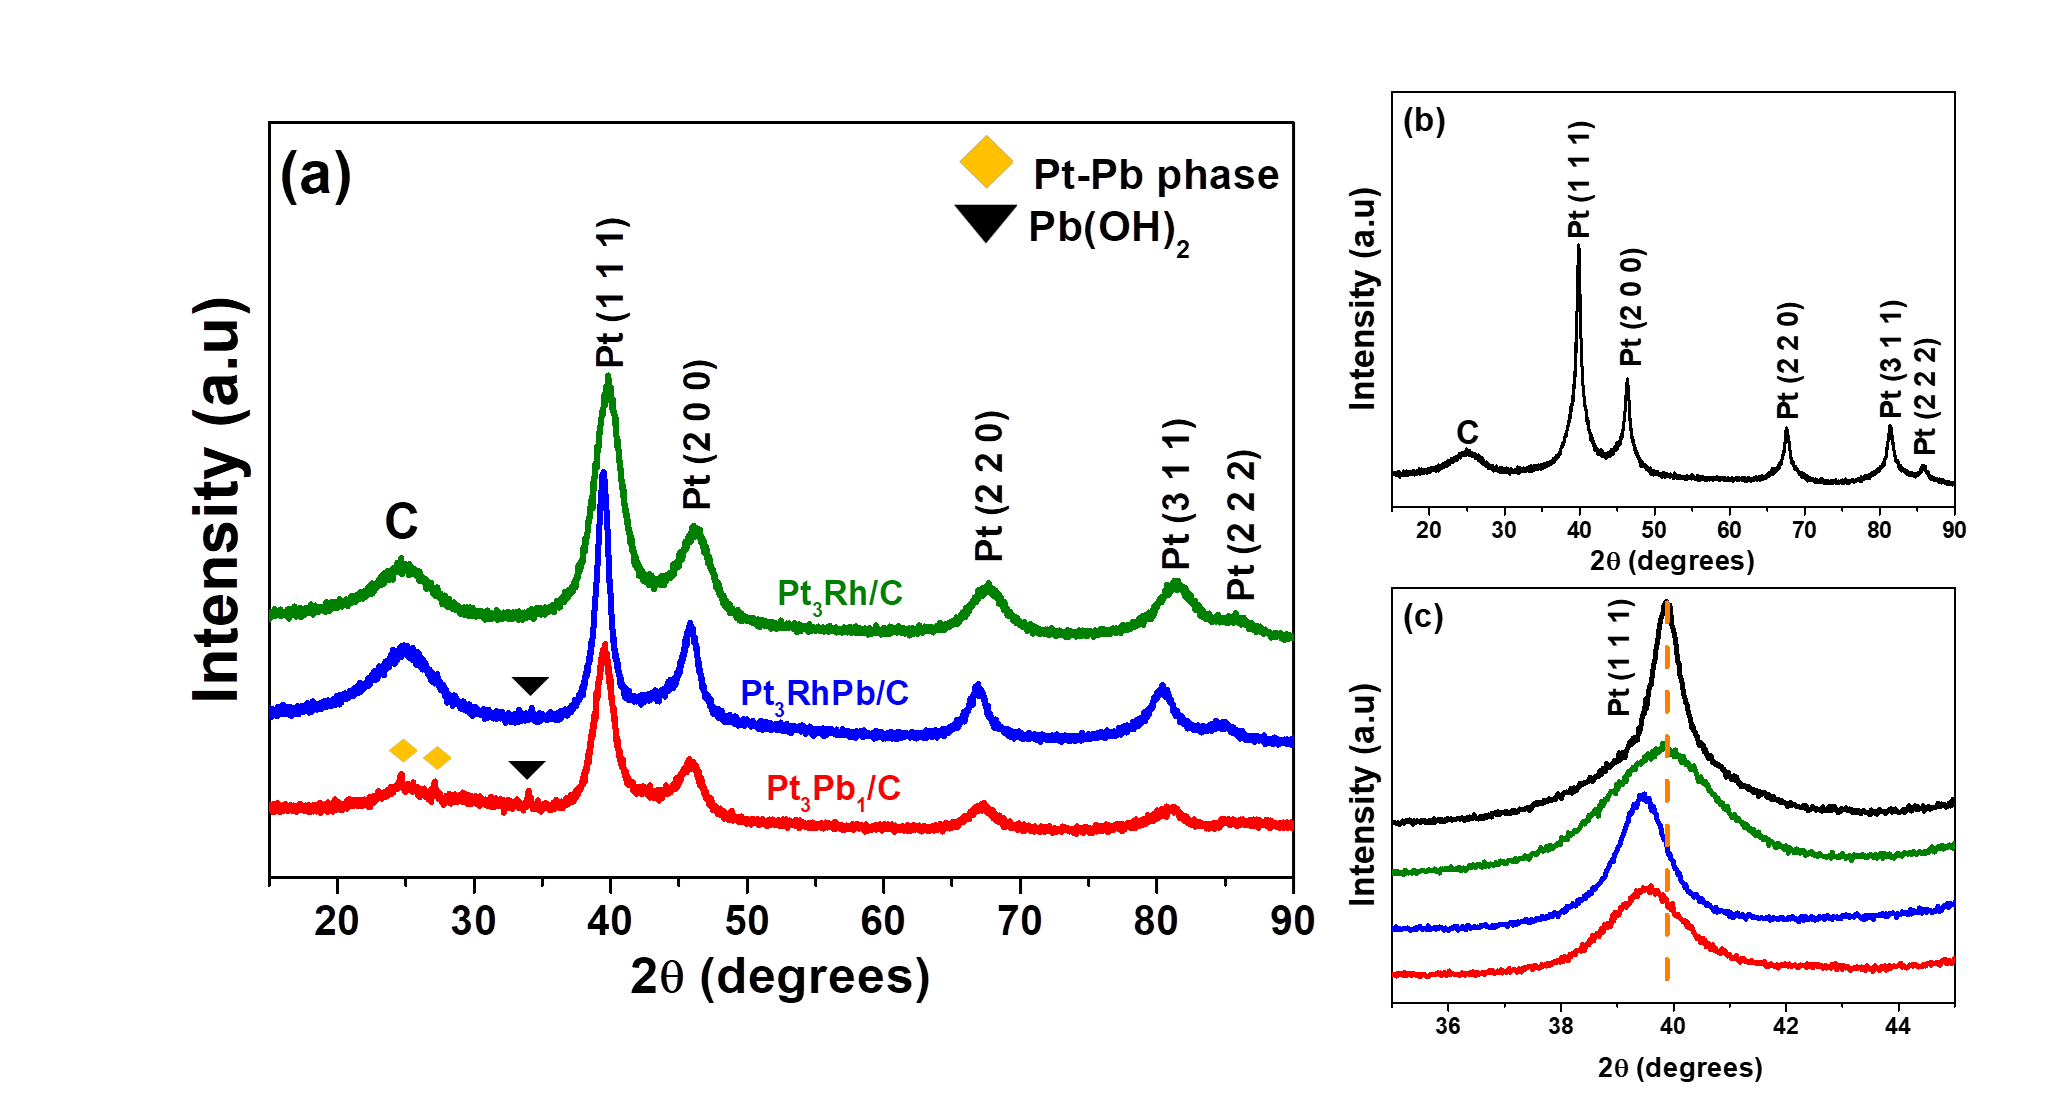 (a)
Pt-Pb phase
Pb(OH)2
C
Pt (1 1 1)
Pt (2 0 0)
Pt (2 2 0)
Pt (3 1 1)
Pt (2 2 2)
Pt3Rh/C
Pt3RhPb/C
Pt3Pb1/C
Intensity (a.u)
20 30 40 50 60 70 80 90
2θ (degrees)
(b)
C
Pt (1 1 1)
Pt (2 0 0)
Pt (2 2 0)
Pt (3 1 1)
Pt (2 2 2)
Intensity (a.u)
20 30 40 50 60 70 80 90
2θ (degrees)
(c)
Pt (1 1 1)
Intensity (a.u)
36 38 40 42 44
2θ (degrees)